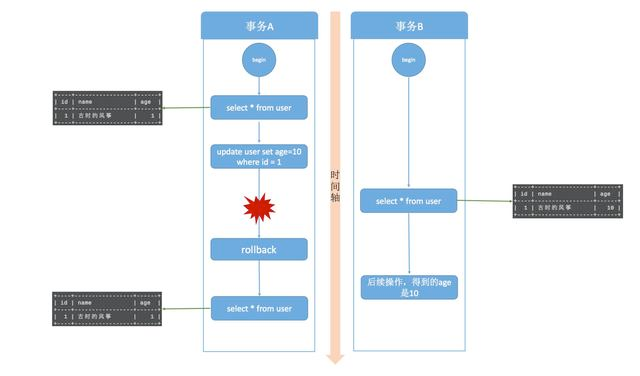 事务A
事务B
begin
begin
select * from user
| id | name | age |
| 1 | 古时的风筝 | 1 |
update user set age=10
where id = 1
时间轴
select * from user
| id | name | age |
| 1 | 古时的风筝 | 10 |
rollback
后续操作，得到的age
是10
select * from user
| id | name | age |
| 1 | 古时的风筝 | 1 |